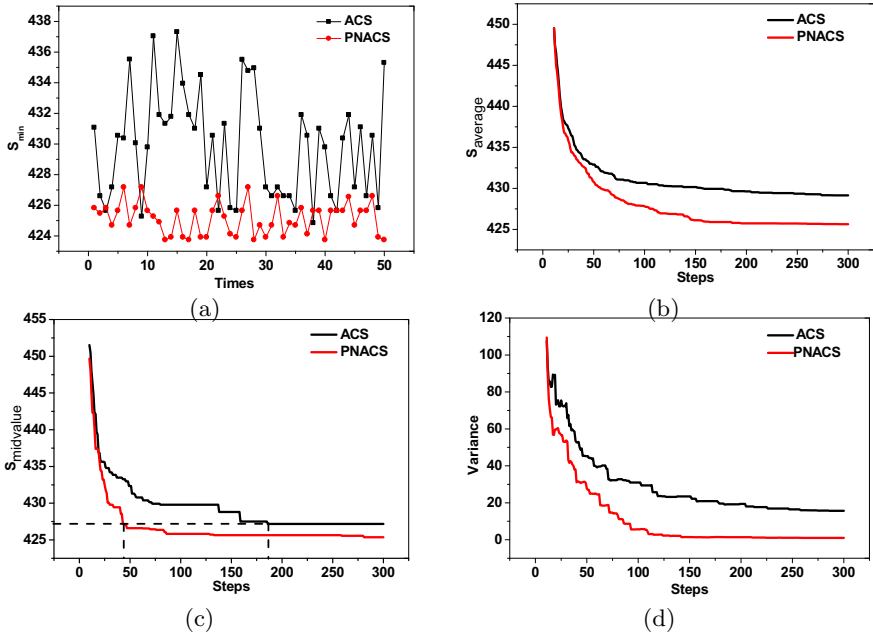 438
436
434
432
430
428
426
424
S_min
ACS
PNACS
0
10
20
30
40
50
Times
(a)
450
445
440
435
430
425
S_average
ACS
PNACS
0
50
100
150
200
250
300
Steps
(b)
455
450
445
440
435
430
425
S_midvalue
ACS
PNACS
0
50
100
150
200
250
300
Steps
(c)
120
100
80
60
40
20
0
Variance
ACS
PNACS
0
50
100
150
200
250
300
Steps
(d)